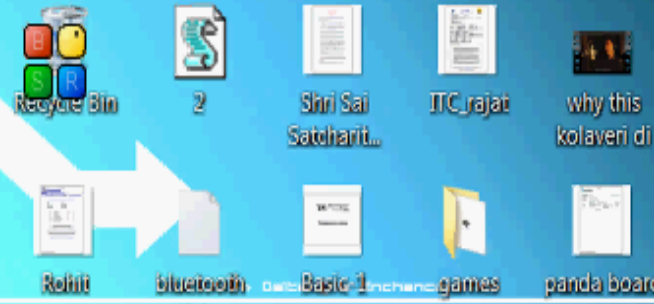 B
S R
Recycle Bin
2
Shri Sai
Satcharit...
ITC_rajat
why this
kolaveri di
Rohit
bluetooth
Basic-1
games
panda board